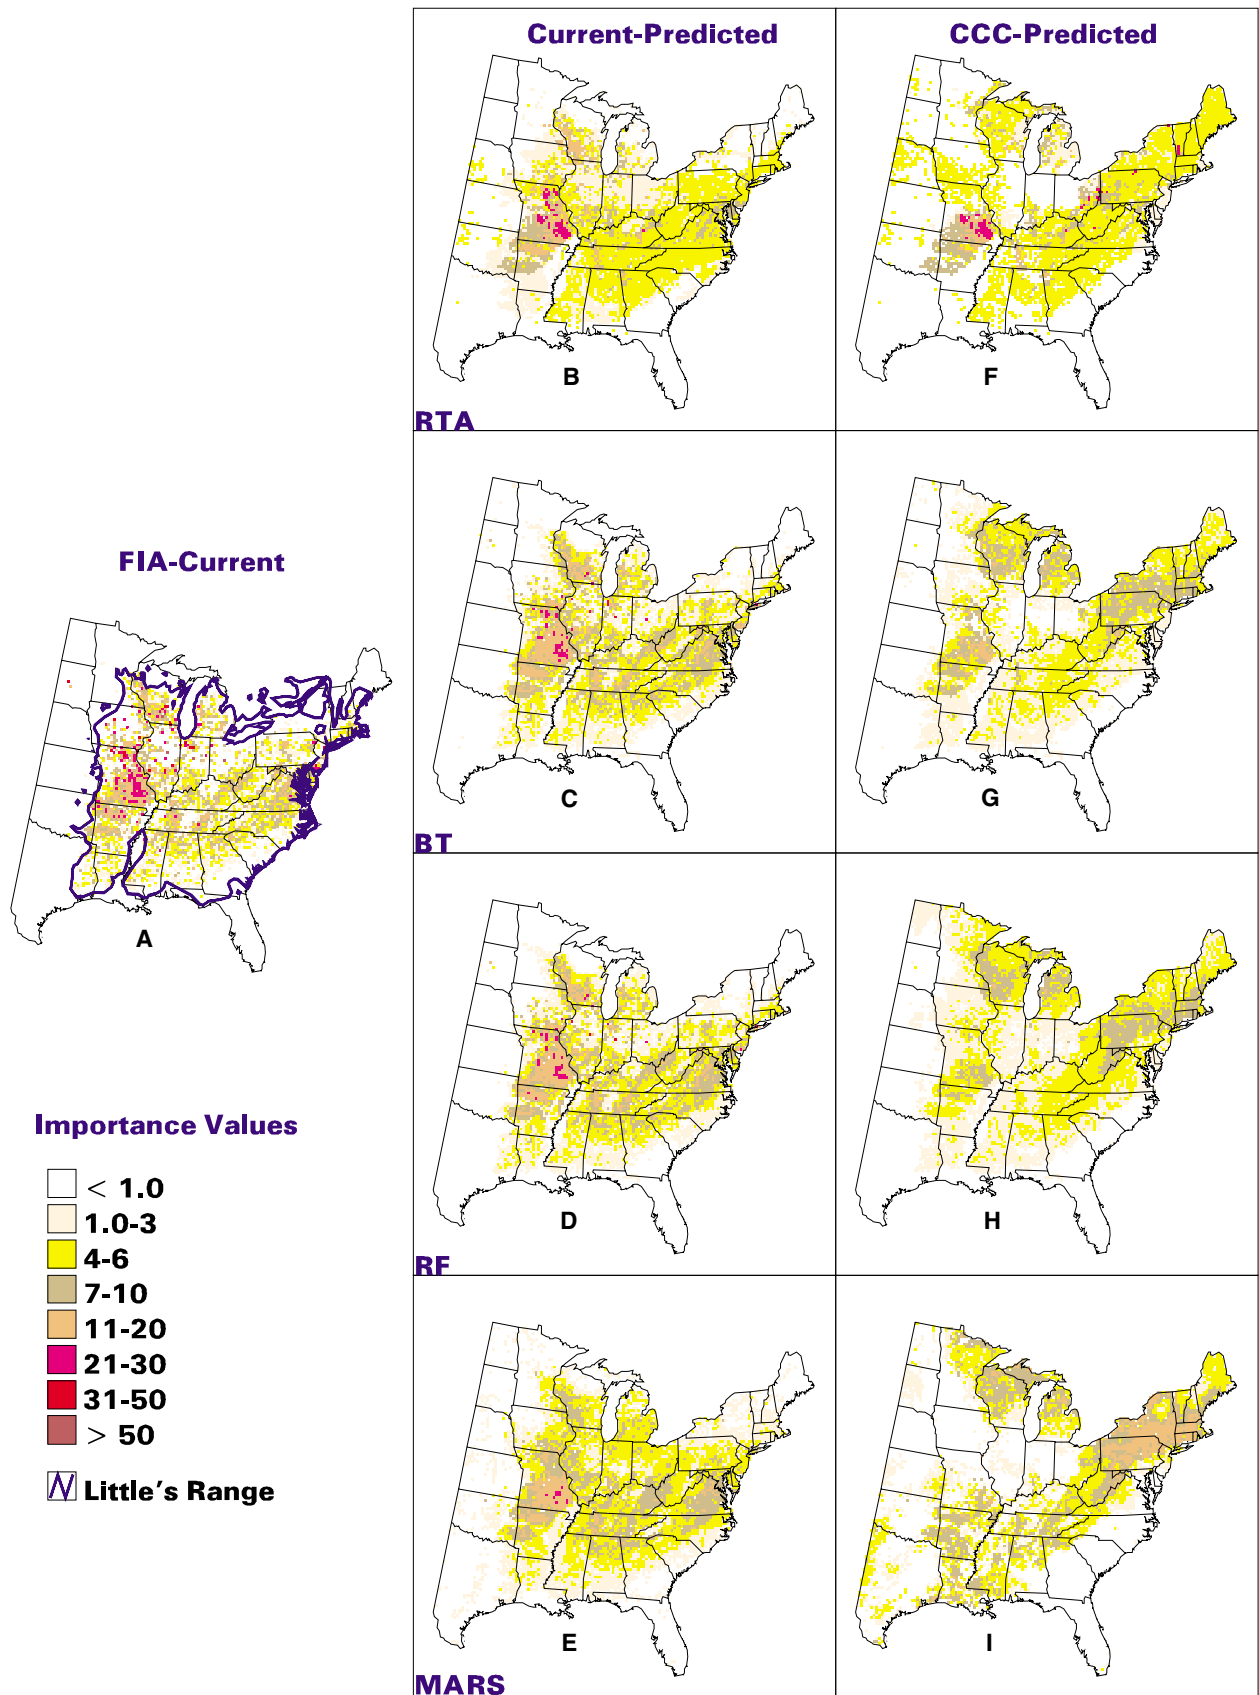 Current-Predicted
CCC-Predicted
B
F
RTA
FIA-Current
A
C
G
BT
D
H
RF
Importance Values
< 1.0
1.0-3
4-6
7-10
11-20
21-30
31-50
> 50
Little's Range
E
I
MARS